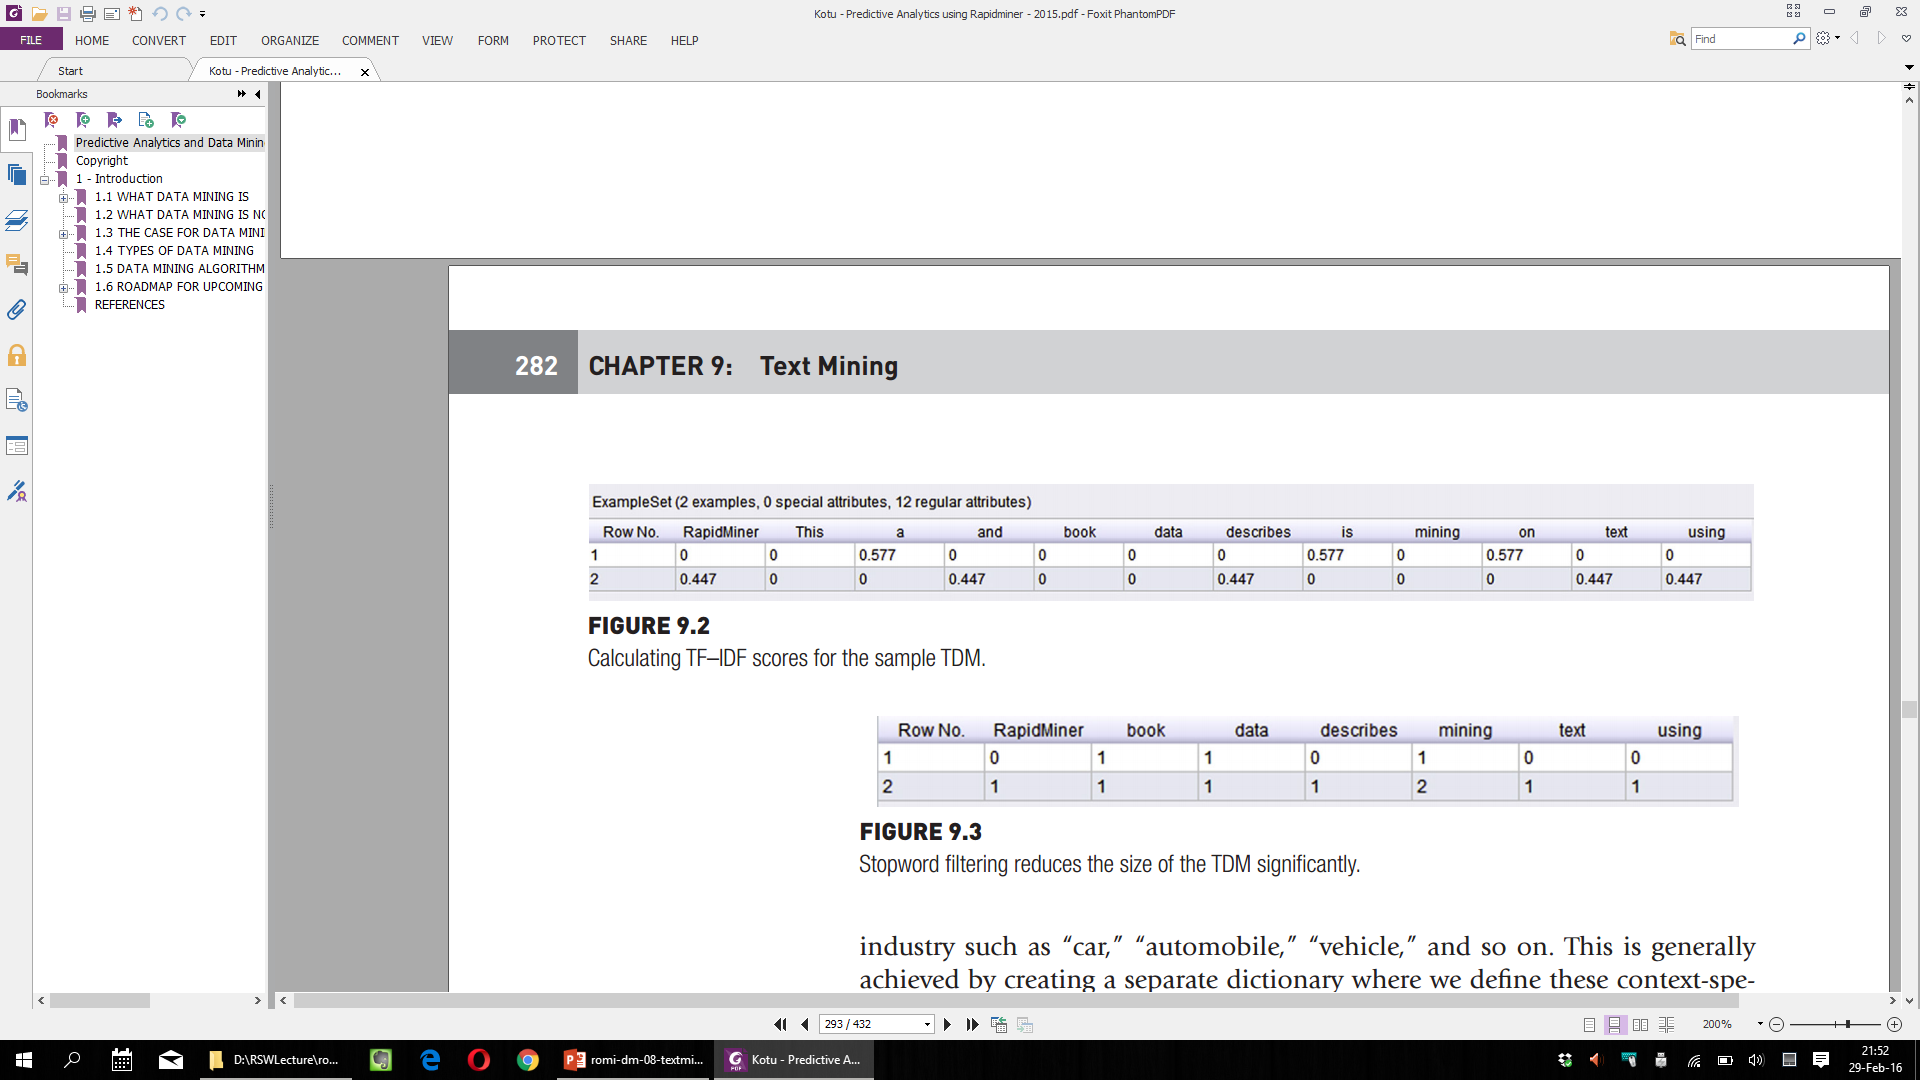 Kotu - Predictive Analytics using Rapidminer - 2015.pdf - Foxit PhantomPDF
FILE HOME CONVERT EDIT ORGANIZE COMMENT VIEW FORM PROTECT SHARE HELP
Find
Start
Kotu - Predictive Analytic...
Bookmarks
Predictive Analytics and Data Minin
Copyright
1 - Introduction
1.1 WHAT DATA MINING IS
1.2 WHAT DATA MINING IS NO
1.3 THE CASE FOR DATA MINI
1.4 TYPES OF DATA MINING
1.5 DATA MINING ALGORITHM
1.6 ROADMAP FOR UPCOMING
REFERENCES
282 CHAPTER 9: Text Mining
ExampleSet (2 examples, 0 special attributes, 12 regular attributes)
Row No. RapidMiner This a and book data describes is mining on text using
1 0 0 0.577 0 0 0 0 0.577 0 0.577 0 0
2 0.447 0 0 0.447 0 0 0.447 0 0 0 0.447 0.447
FIGURE 9.2
Calculating TF–IDF scores for the sample TDM.
Row No. RapidMiner book data describes mining text using
1 0 1 1 0 1 0 0
2 1 1 1 1 2 1 1
FIGURE 9.3
Stopword filtering reduces the size of the TDM significantly.
industry such as “car,” “automobile,” “vehicle,” and so on. This is generally
achieved by creating a separate dictionary where we define these context-spe-
293 / 432
200%
D:\RSWLecture\ro...
romi-dm-08-textmi...
Kotu - Predictive A...
21:52
29-Feb-16